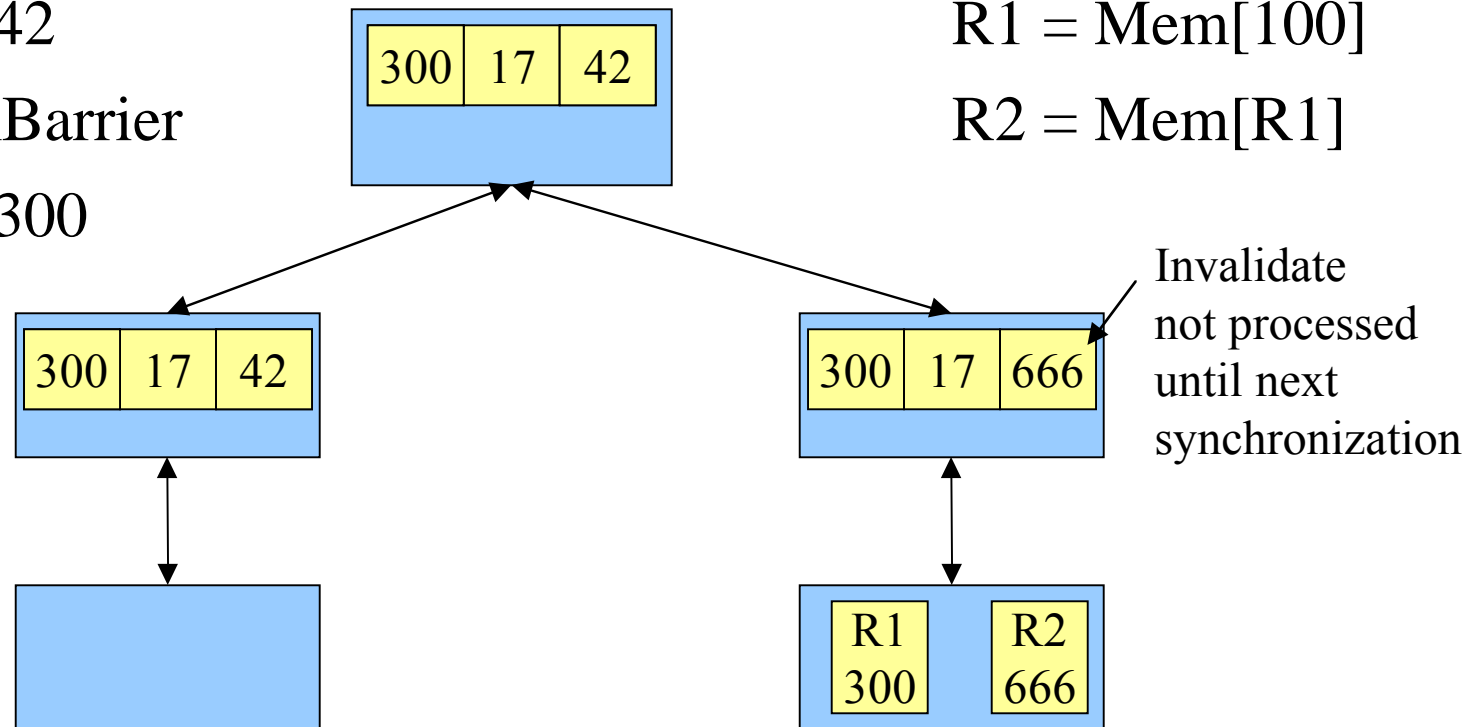 42
Barrier
300
300 17 42
R1 = Mem[100]
R2 = Mem[R1]
300 17 42
300 17 666
Invalidate
not processed
until next
synchronization
R1
300
R2
666